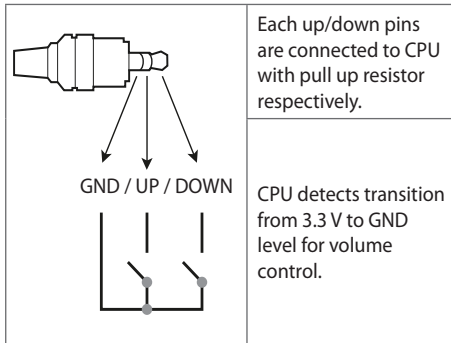 Each up/down pins
are connected to CPU
with pull up resistor
respectively.
GND / UP / DOWN
CPU detects transition
from 3.3 V to GND
level for volume
control.